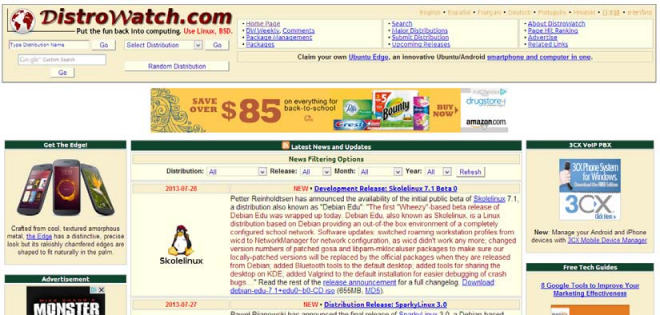 DistroWatch.com
Put the fun back into computing. Use Linux, BSD.
English • Español • Français • Deutsch
• Home Page
• DW Weekly, Comments
• Package Management
• Packages
• Search
• Major Distributions
• Submit Distribution
• Upcoming Releases
• About DistroWatch
• Page Hit Ranking
• Advertise
• Related Links
Type Distribution Name Go Select Distribution Go
Google Custom Search
Go
Random Distribution
Claim your own Ubuntu Edge, an innovative Ubuntu/Android smartphone and computer in one.
SAVE OVER $85 on everything for back-to-school
Crest
Bounty
BUY NOW
drugstore
amazon.com
Get The Edge!
Crafted from cool, textured amorphous
metal, the Edge has a distinctive, precise
look but its rakishly chamfered edges are
shaped to fit naturally in the palm.
Advertisement
MONSTER
Latest News and Updates
News Filtering Options
Distribution: All Release: All Month: All Year: All Refresh
2013-07-28
NEW • Development Release: Skolelinux 7.1 Beta 0
Skolelinux
Petter Reinholdtsen has announced the availability of the initial public beta of Skolelinux 7.1,
a distribution also known as "Debian Edu": "The first "Wheezy"-based beta release of
Debian Edu was wrapped up today. Debian Edu, also known as Skolelinux, is a Linux
distribution based on Debian providing an out-of-the box environment of a completely
configured school network. Software updates: switched roaming workstation profiles from
wicd to NetworkManager for network configuration, as wicd didn't work any more; changed
version numbers of patched gosa and libpam-mklocaluser packages to make sure our
locally-patched versions will be replaced by the official packages when they are released
from Debian; added Bluetooth tools to the default desktop; added tools for sharing the
desktop on KDE; added Valgrind to the default installation for easier debugging of crash
bugs..." Read the rest of the release announcement for a full changelog. Download
debian-edu-7.1+edu0~b0-CD.iso (655MB, MD5).
2013-07-27
NEW • Distribution Release: SparkyLinux 3.0
3CX VoIP PBX
3CX Phone System
for Windows.
3CX
Click Here
New: Manage your Android and iPhone
devices with 3CX Mobile Device Manager
Free Tech Guides
8 Google Tools to Improve Your
Marketing Effectiveness